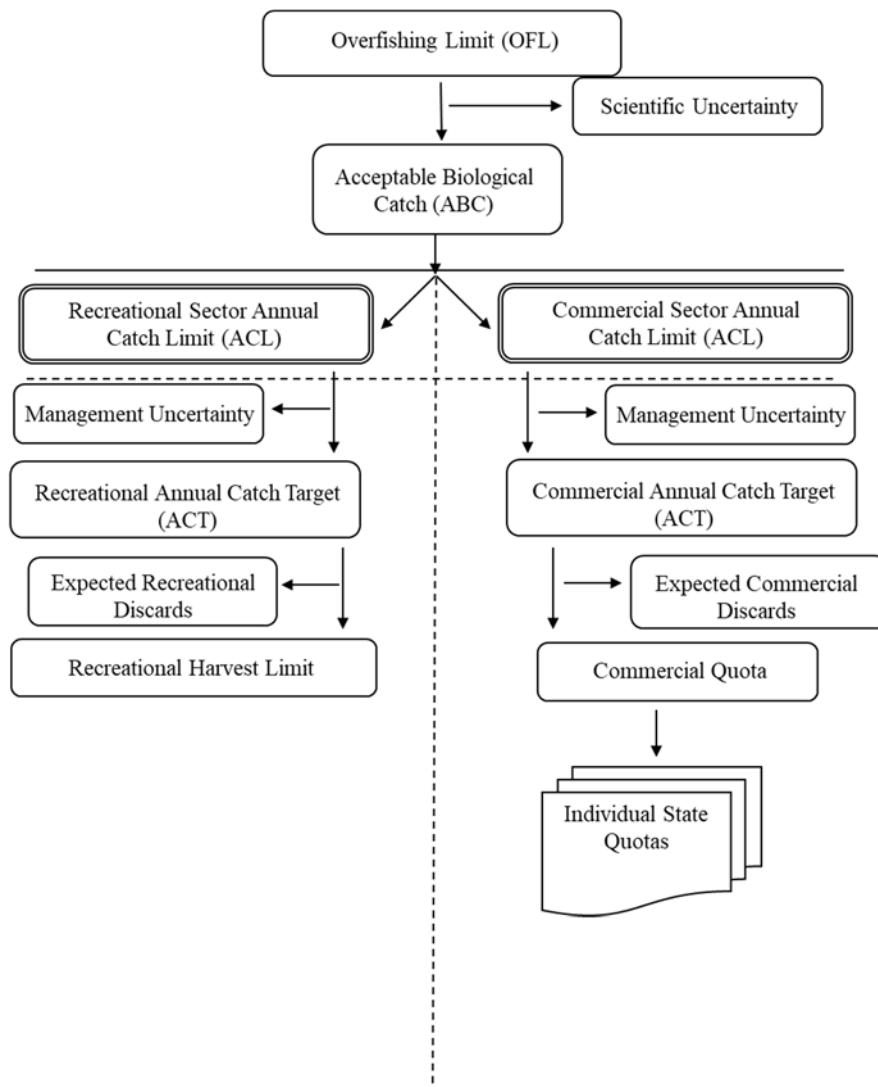 Overfishing Limit (OFL)
Scientific Uncertainty
Acceptable Biological
Catch (ABC)
Recreational Sector Annual
Catch Limit (ACL)
Commercial Sector Annual
Catch Limit (ACL)
Management Uncertainty
Management Uncertainty
Recreational Annual Catch Target
(ACT)
Commercial Annual Catch Target
(ACT)
Expected Recreational
Discards
Expected Commercial
Discards
Recreational Harvest Limit
Commercial Quota
Individual State
Quotas